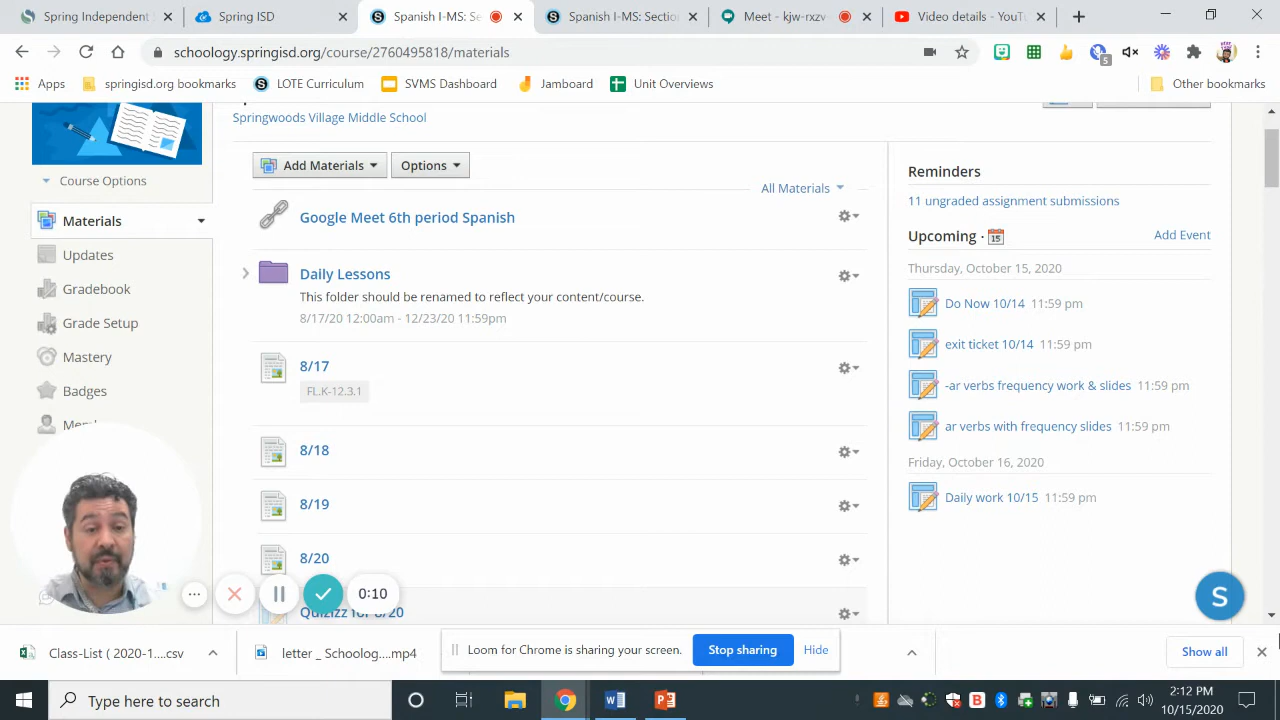 Spring Independent
Spring ISD
Spanish I-MS: Se
Spanish I-MS: Section
Meet - kjw-rxzv
Video details - YouTu
schoology.springisd.org/course/2760495818/materials
5
Apps
springisd.org bookmarks
LOTE Curriculum
SVMS Dashboard
Jamboard
Unit Overviews
Other bookmarks
Springwoods Village Middle School
Course Options
Materials
Updates
Gradebook
Grade Setup
Mastery
Badges
Add Materials
Options
All Materials
Google Meet 6th period Spanish
Daily Lessons
This folder should be renamed to reflect your content/course.
8/17/20 12:00am - 12/23/20 11:59pm
8/17
FL.K-12.3.1
8/18
8/19
8/20
Quizizz for 8/20
0:10
Reminders
11 ungraded assignment submissions
Upcoming · 15
Add Event
Thursday, October 15, 2020
Do Now 10/14 11:59 pm
exit ticket 10/14 11:59 pm
-ar verbs frequency work & slides 11:59 pm
ar verbs with frequency slides 11:59 pm
Friday, October 16, 2020
Daily work 10/15 11:59 pm
S
Class-List ( 2020-1....csv
letter _ Schoolog....mp4
Loom for Chrome is sharing your screen.
Stop sharing
Hide
Show all
Type here to search
2:12 PM
10/15/2020